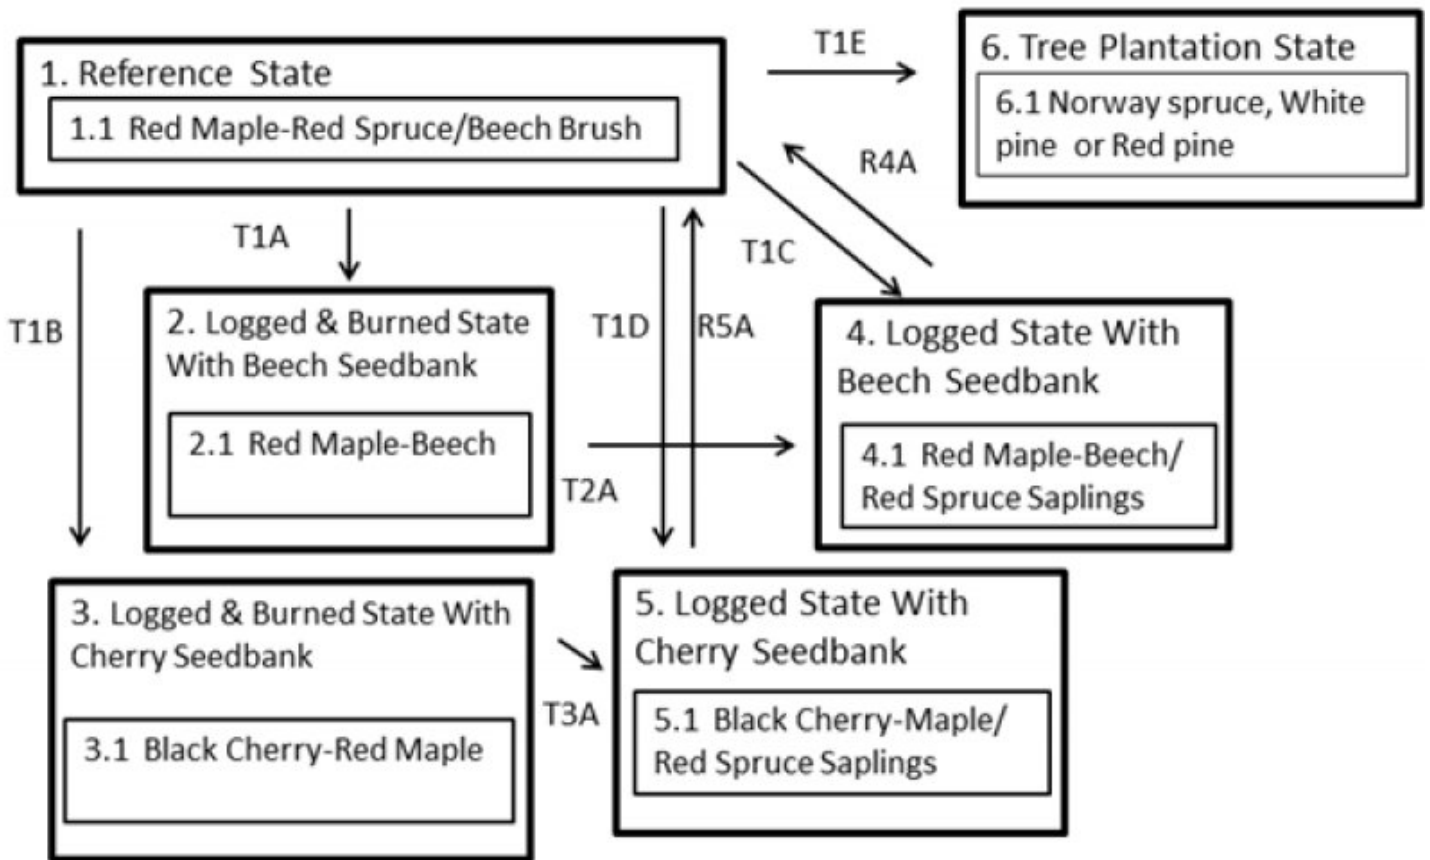 1. Reference State
1.1 Red Maple-Red Spruce/Beech Brush
T1E
6. Tree Plantation State
6.1 Norway spruce, White
pine or Red pine
R4A
T1A
T1C
T1B
2. Logged & Burned State
With Beech Seedbank
2.1 Red Maple-Beech
T1D
R5A
4. Logged State With
Beech Seedbank
4.1 Red Maple-Beech/
Red Spruce Saplings
T2A
3. Logged & Burned State With
Cherry Seedbank
3.1 Black Cherry-Red Maple
T3A
5. Logged State With
Cherry Seedbank
5.1 Black Cherry-Maple/
Red Spruce Saplings